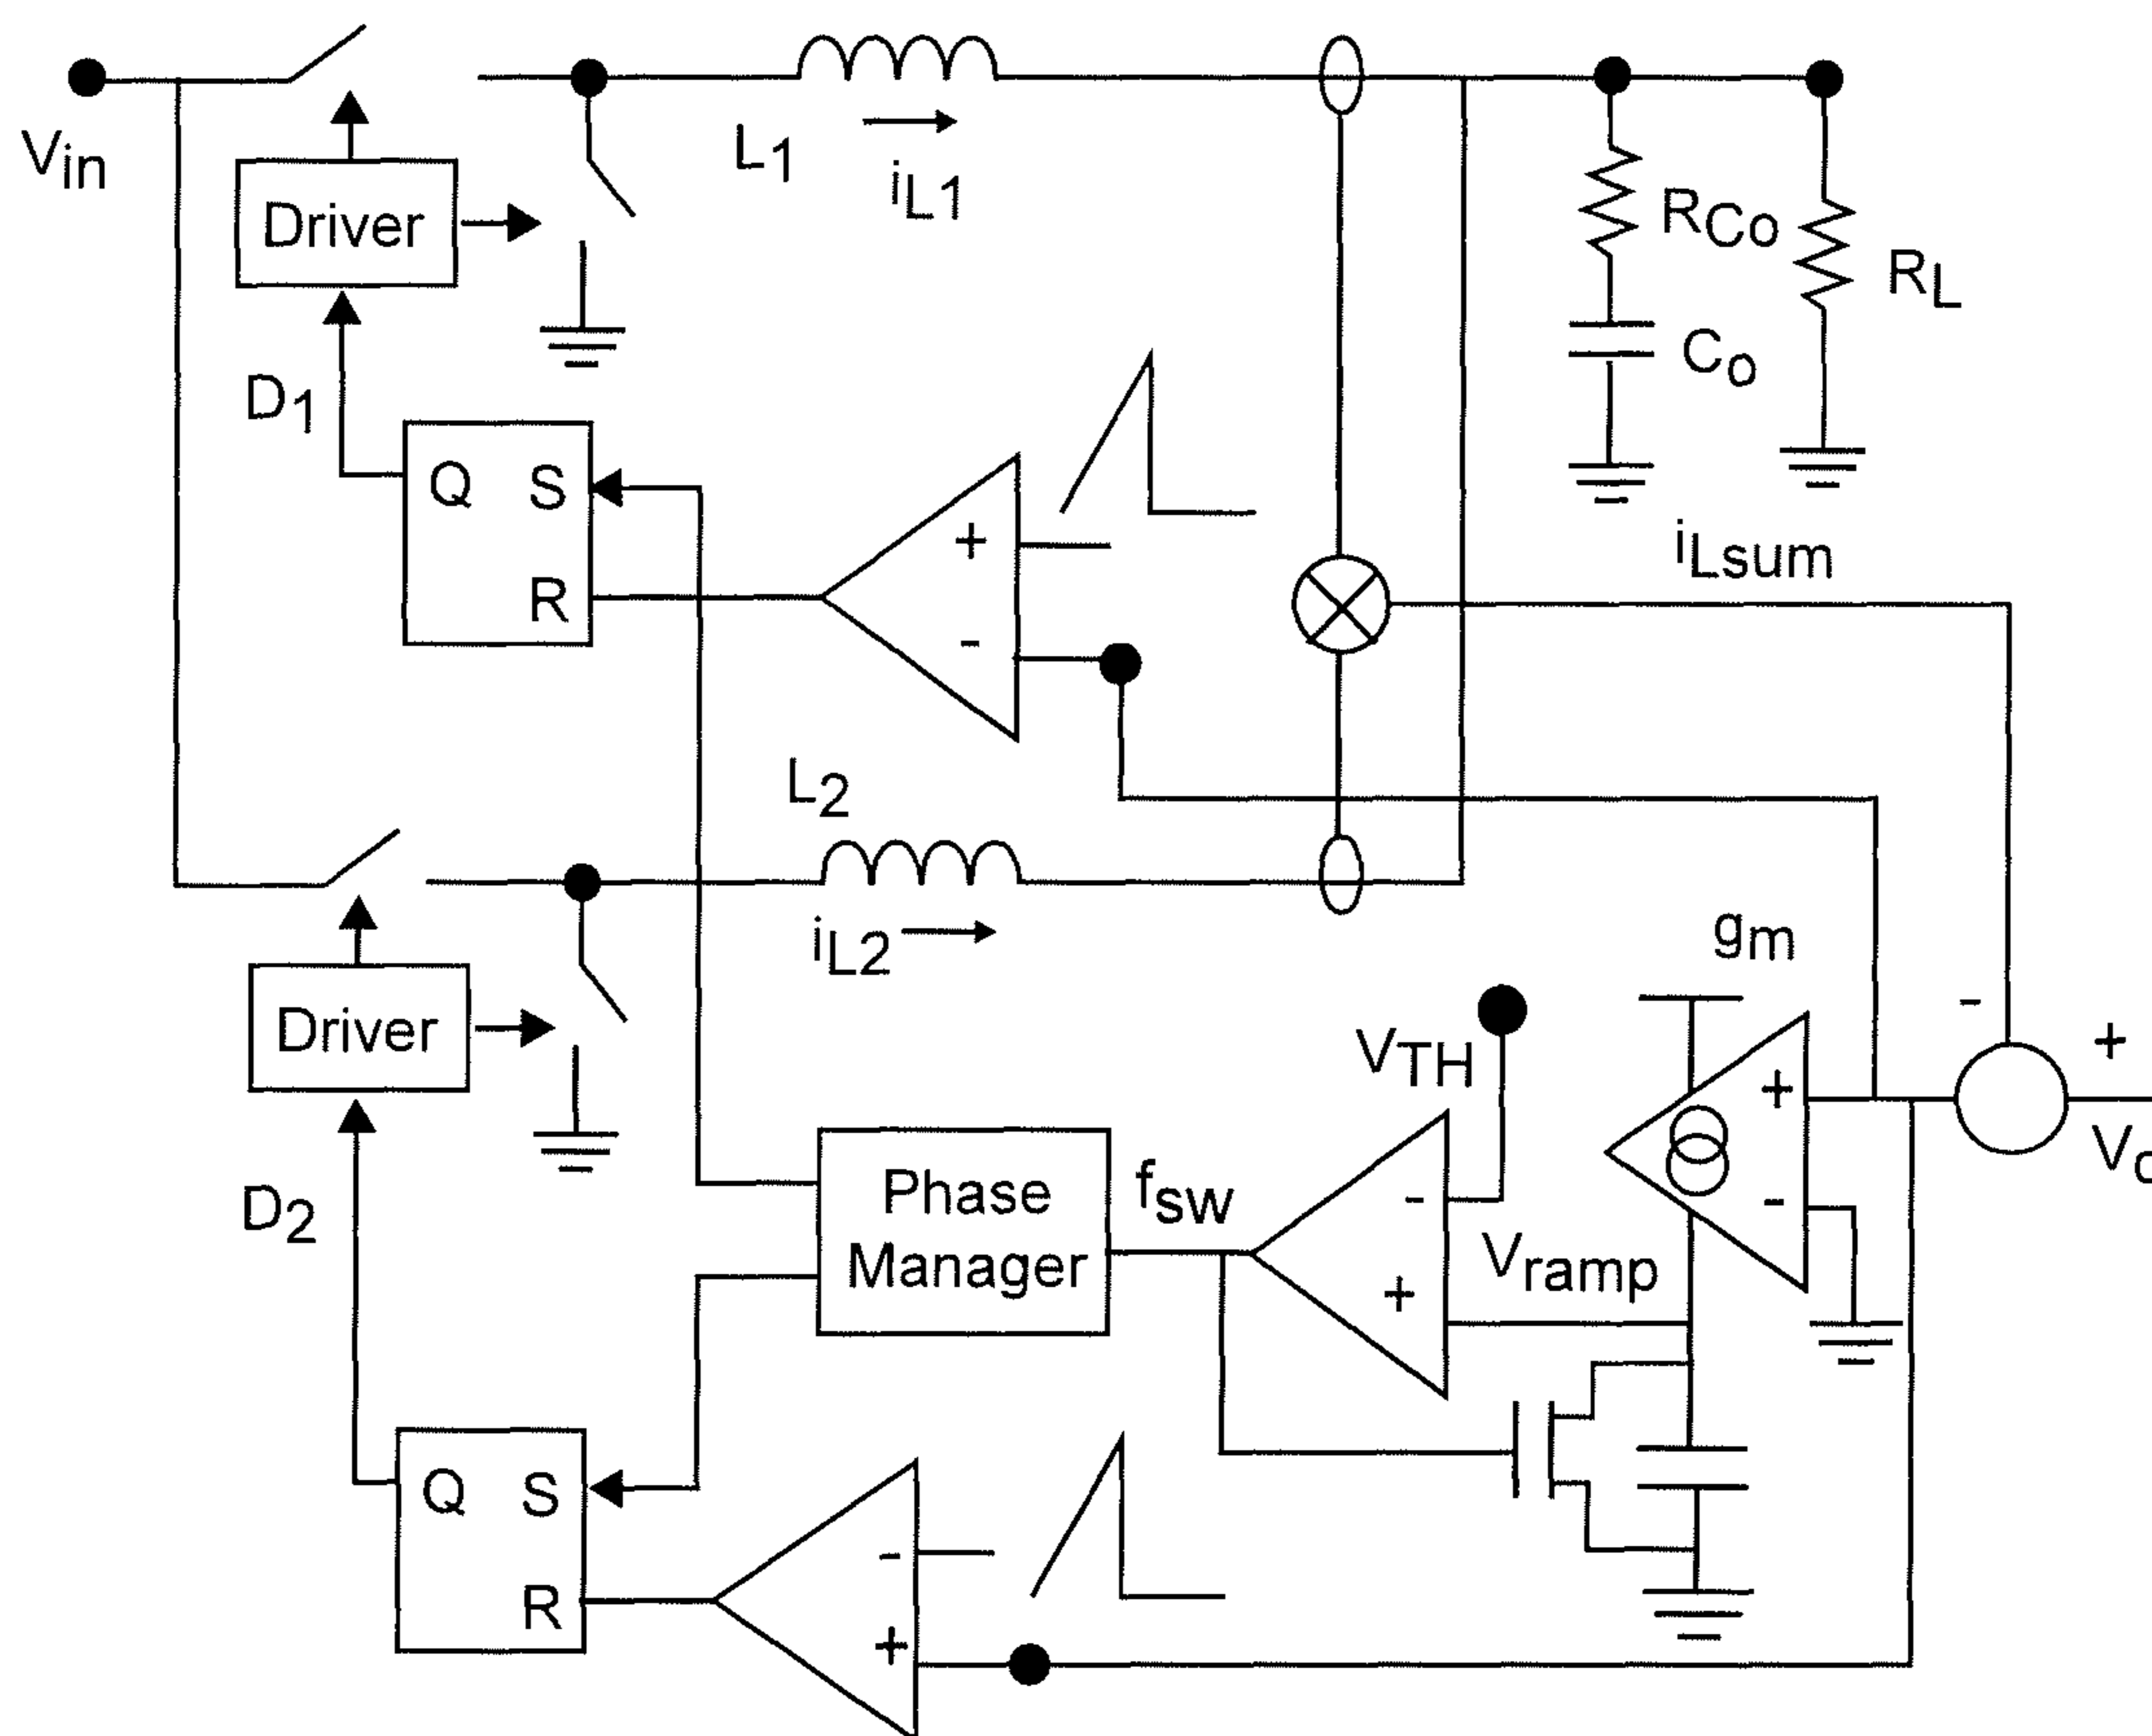 Vin
Driver
L1
iL1
RCo
RL
Co
D1
Q S
R
+
-
iLsum
L2
iL2
gm
Driver
VTH
-
+
+
-
Vc
D2
Phase
Manager
fsw
-
+
Vramp
Q S
R
-
+